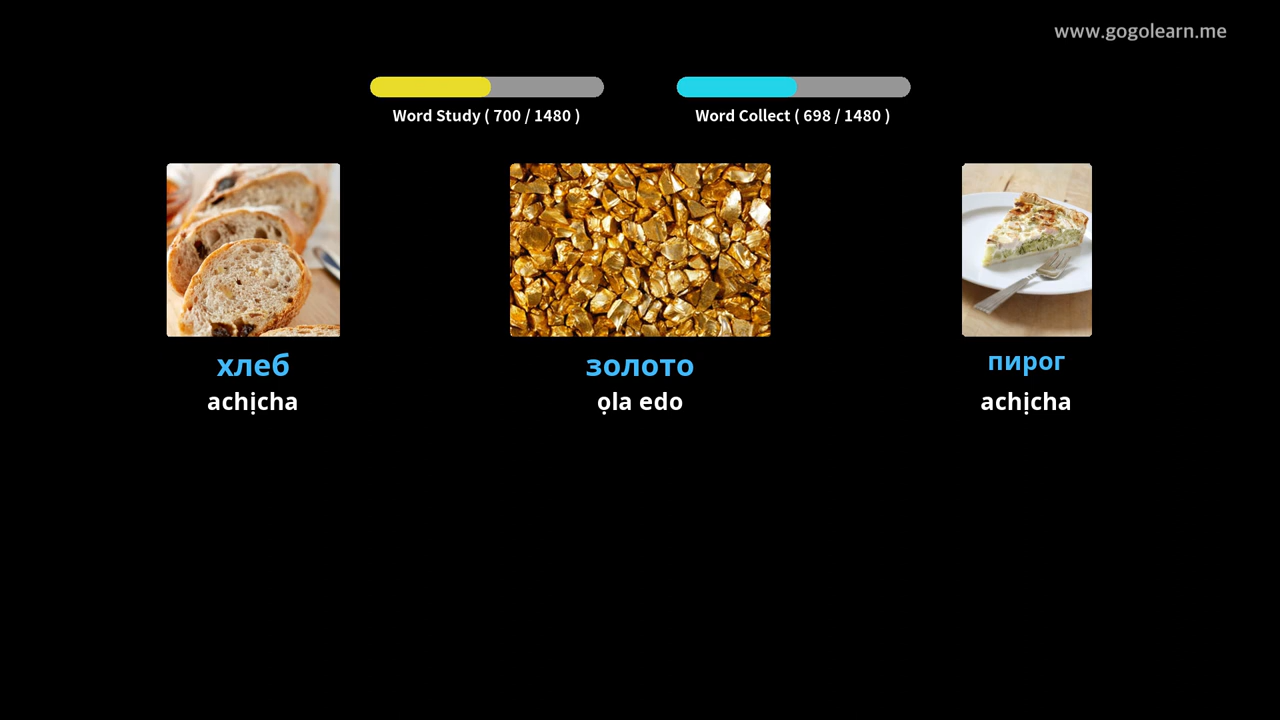 www.gogolearn.me
Word Study ( 700 / 1480 )
Word Collect ( 698 / 1480 )
хлеб
achịcha
золото
ọla edo
пирог
achịcha